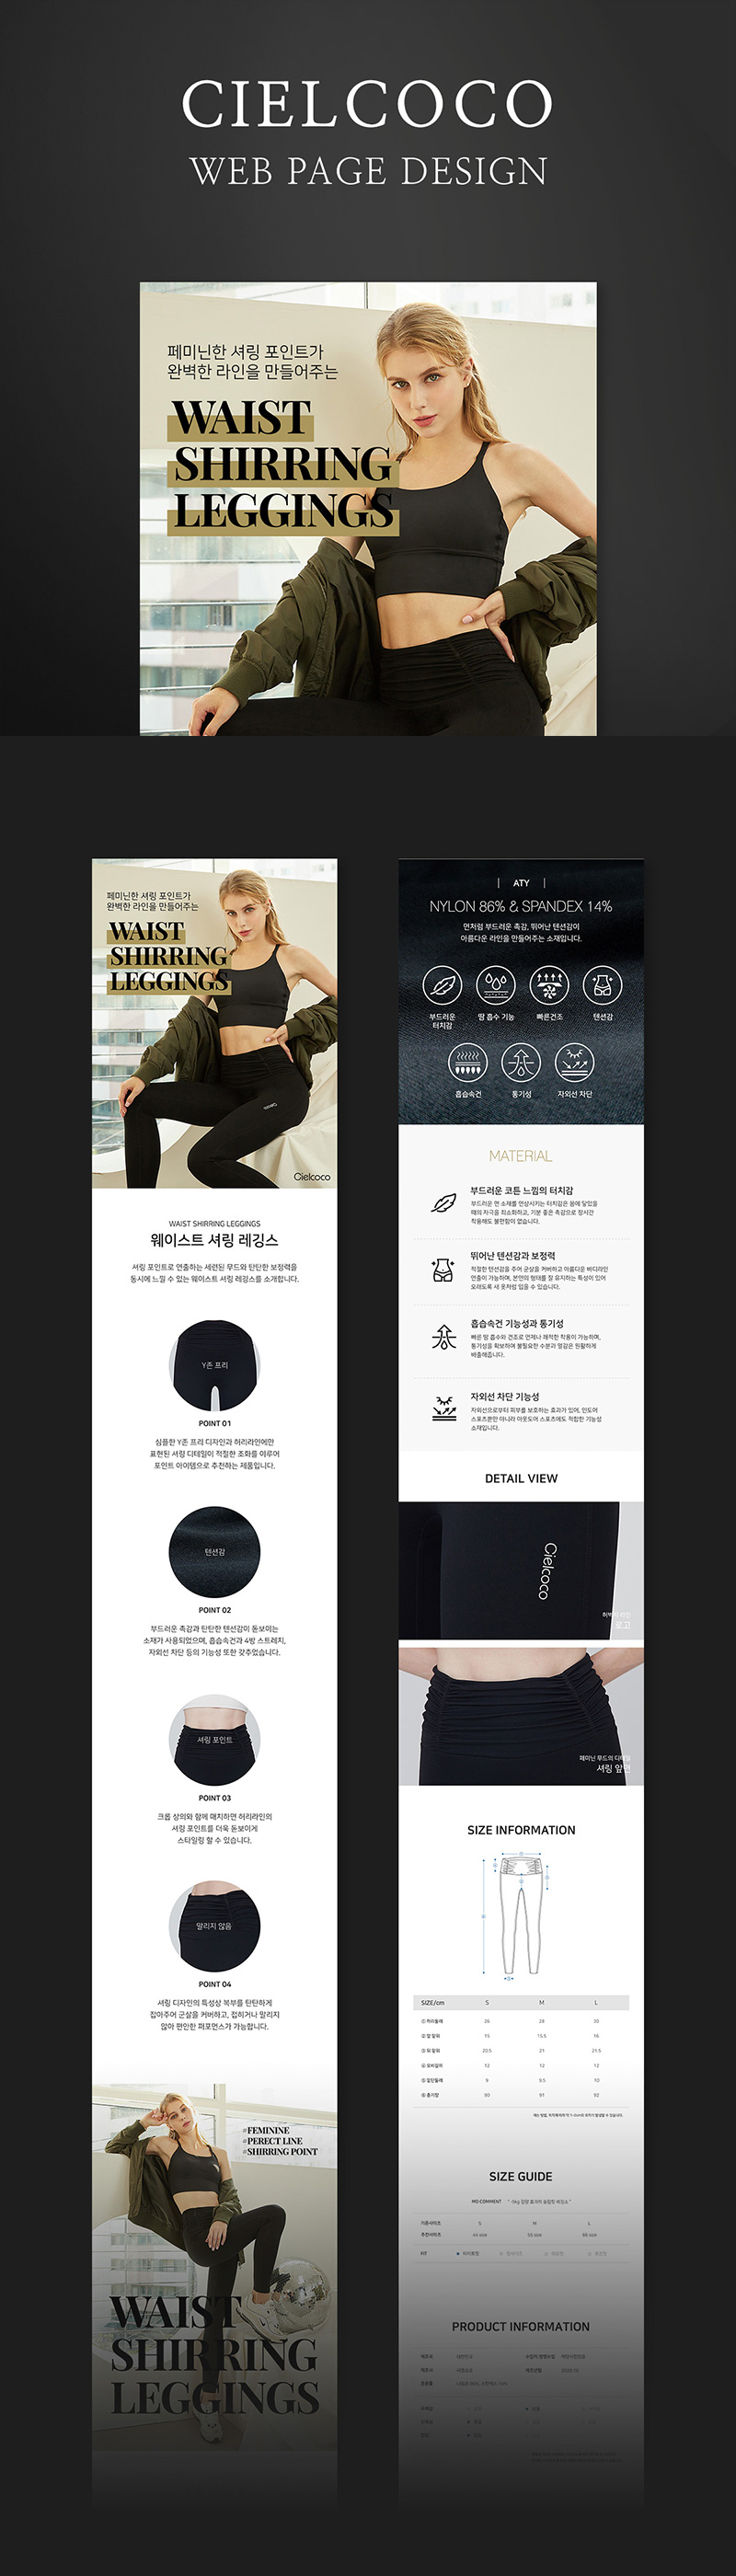 CIELCOCO
WEB PAGE DESIGN
페미닌한 셔링 포인트가
완벽한 라인을 만들어주는
WAIST
SHIRRING
LEGGINGS
페미닌한 셔링 포인트가
완벽한 라인을 만들어주는
WAIST
SHIRRING
LEGGINGS
Cielcoco
Cielcoco
WAIST SHIRRING LEGGINGS
웨이스트 셔링 레깅스
셔링 포인트로 연출하는 세련된 무드와 탄탄한 보정력을
동시에 느낄 수 있는 웨이스트 셔링 레깅스를 소개합니다.
Y존 프리
POINT 01
심플한 Y존 프리 디자인과 허리라인에만
표현된 셔링 디테일이 적절한 조화를 이루어
포인트 아이템으로 추천하는 제품입니다.
텐션감
POINT 02
부드러운 촉감과 탄탄한 텐션감이 돋보이는
소재가 사용되었으며, 흡습속건과 4방 스트레치,
자외선 차단 등의 기능성 또한 갖추었습니다.
셔링 포인트
POINT 03
크롭 상의와 함께 매치하면 허리라인의
셔링 포인트를 더욱 돋보이게
스타일링 할 수 있습니다.
말리지 않음
POINT 04
셔링 디자인의 특성상 복부를 탄탄하게
잡아주어 군살을 커버하고, 접히거나 말리지
않아 편안한 퍼포먼스가 가능합니다.
#FEMININE
#PERECT LINE
#SHIRRING POINT
WAIST
SHIRRING
LEGGINGS
| ATY |
NYLON 86% & SPANDEX 14%
면처럼 부드러운 촉감, 뛰어난 텐션감이
아름다운 라인을 만들어주는 소재입니다.
부드러운
터치감
땀 흡수 기능
빠른건조
텐션감
흡습속건
통기성
자외선 차단
MATERIAL
부드러운 코튼 느낌의 터치감
부드러운 면 소재를 연상시키는 터치감은 몸에 닿았을
때의 자극을 최소화하고, 기분 좋은 촉감으로 장시간
착용해도 불편함이 없습니다.
뛰어난 텐션감과 보정력
적절한 텐션감을 주어 군살을 커버하고 아름다운 바디라인
연출이 가능하며, 본연의 형태를 잘 유지하는 특성이 있어
오래도록 새 옷처럼 입을 수 있습니다.
흡습속건 기능성과 통기성
빠른 땀 흡수와 건조로 언제나 쾌적한 착용이 가능하며,
통기성을 확보하여 불필요한 수분과 열감은 원활하게
배출해줍니다.
자외선 차단 기능성
자외선으로부터 피부를 보호하는 효과가 있어, 인도어
스포츠뿐만 아니라 아웃도어 스포츠에도 적합한 기능성
소재입니다.
DETAIL VIEW
Cielcoco
허벅지 라인
로고
페미닌 무드의 디테일
셔링 앞면
SIZE INFORMATION
SIZE/cm S M L
① 허리둘레 26 28 30
② 앞 밑위 15 15.5 16
③ 뒤 밑위 20.5 21 21.5
④ 요비길이 12 12 12
⑤ 밑단둘레 9 9.5 10
⑥ 총기장 90 91 92
SIZE GUIDE
MD COMMENT
S M L
추천사이즈 44 size 55 size 66 size
FIT
PRODUCT INFORMATION
제조국 대한민국
제조년월